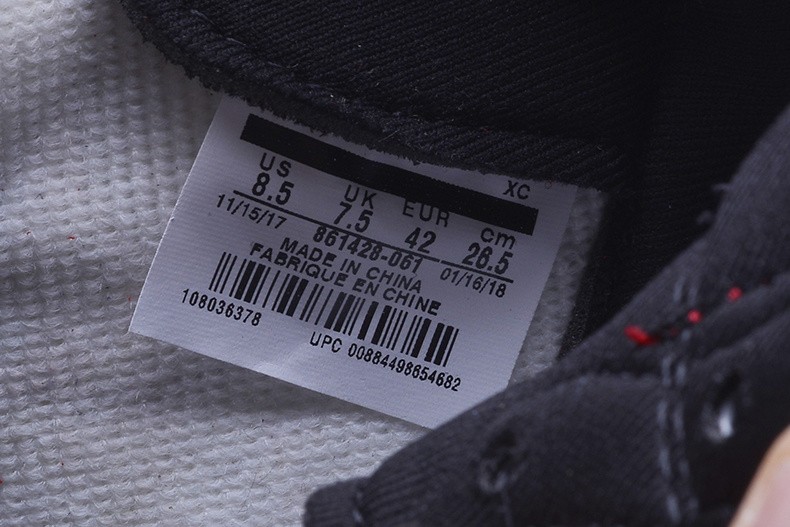 XC
US UK EUR cm
8.5 7.5 42 26.5
11/15/17 861428-061 01/16/18
MADE IN CHINA
FABRIQUE EN CHINE
108036378
UPC 00884498654682